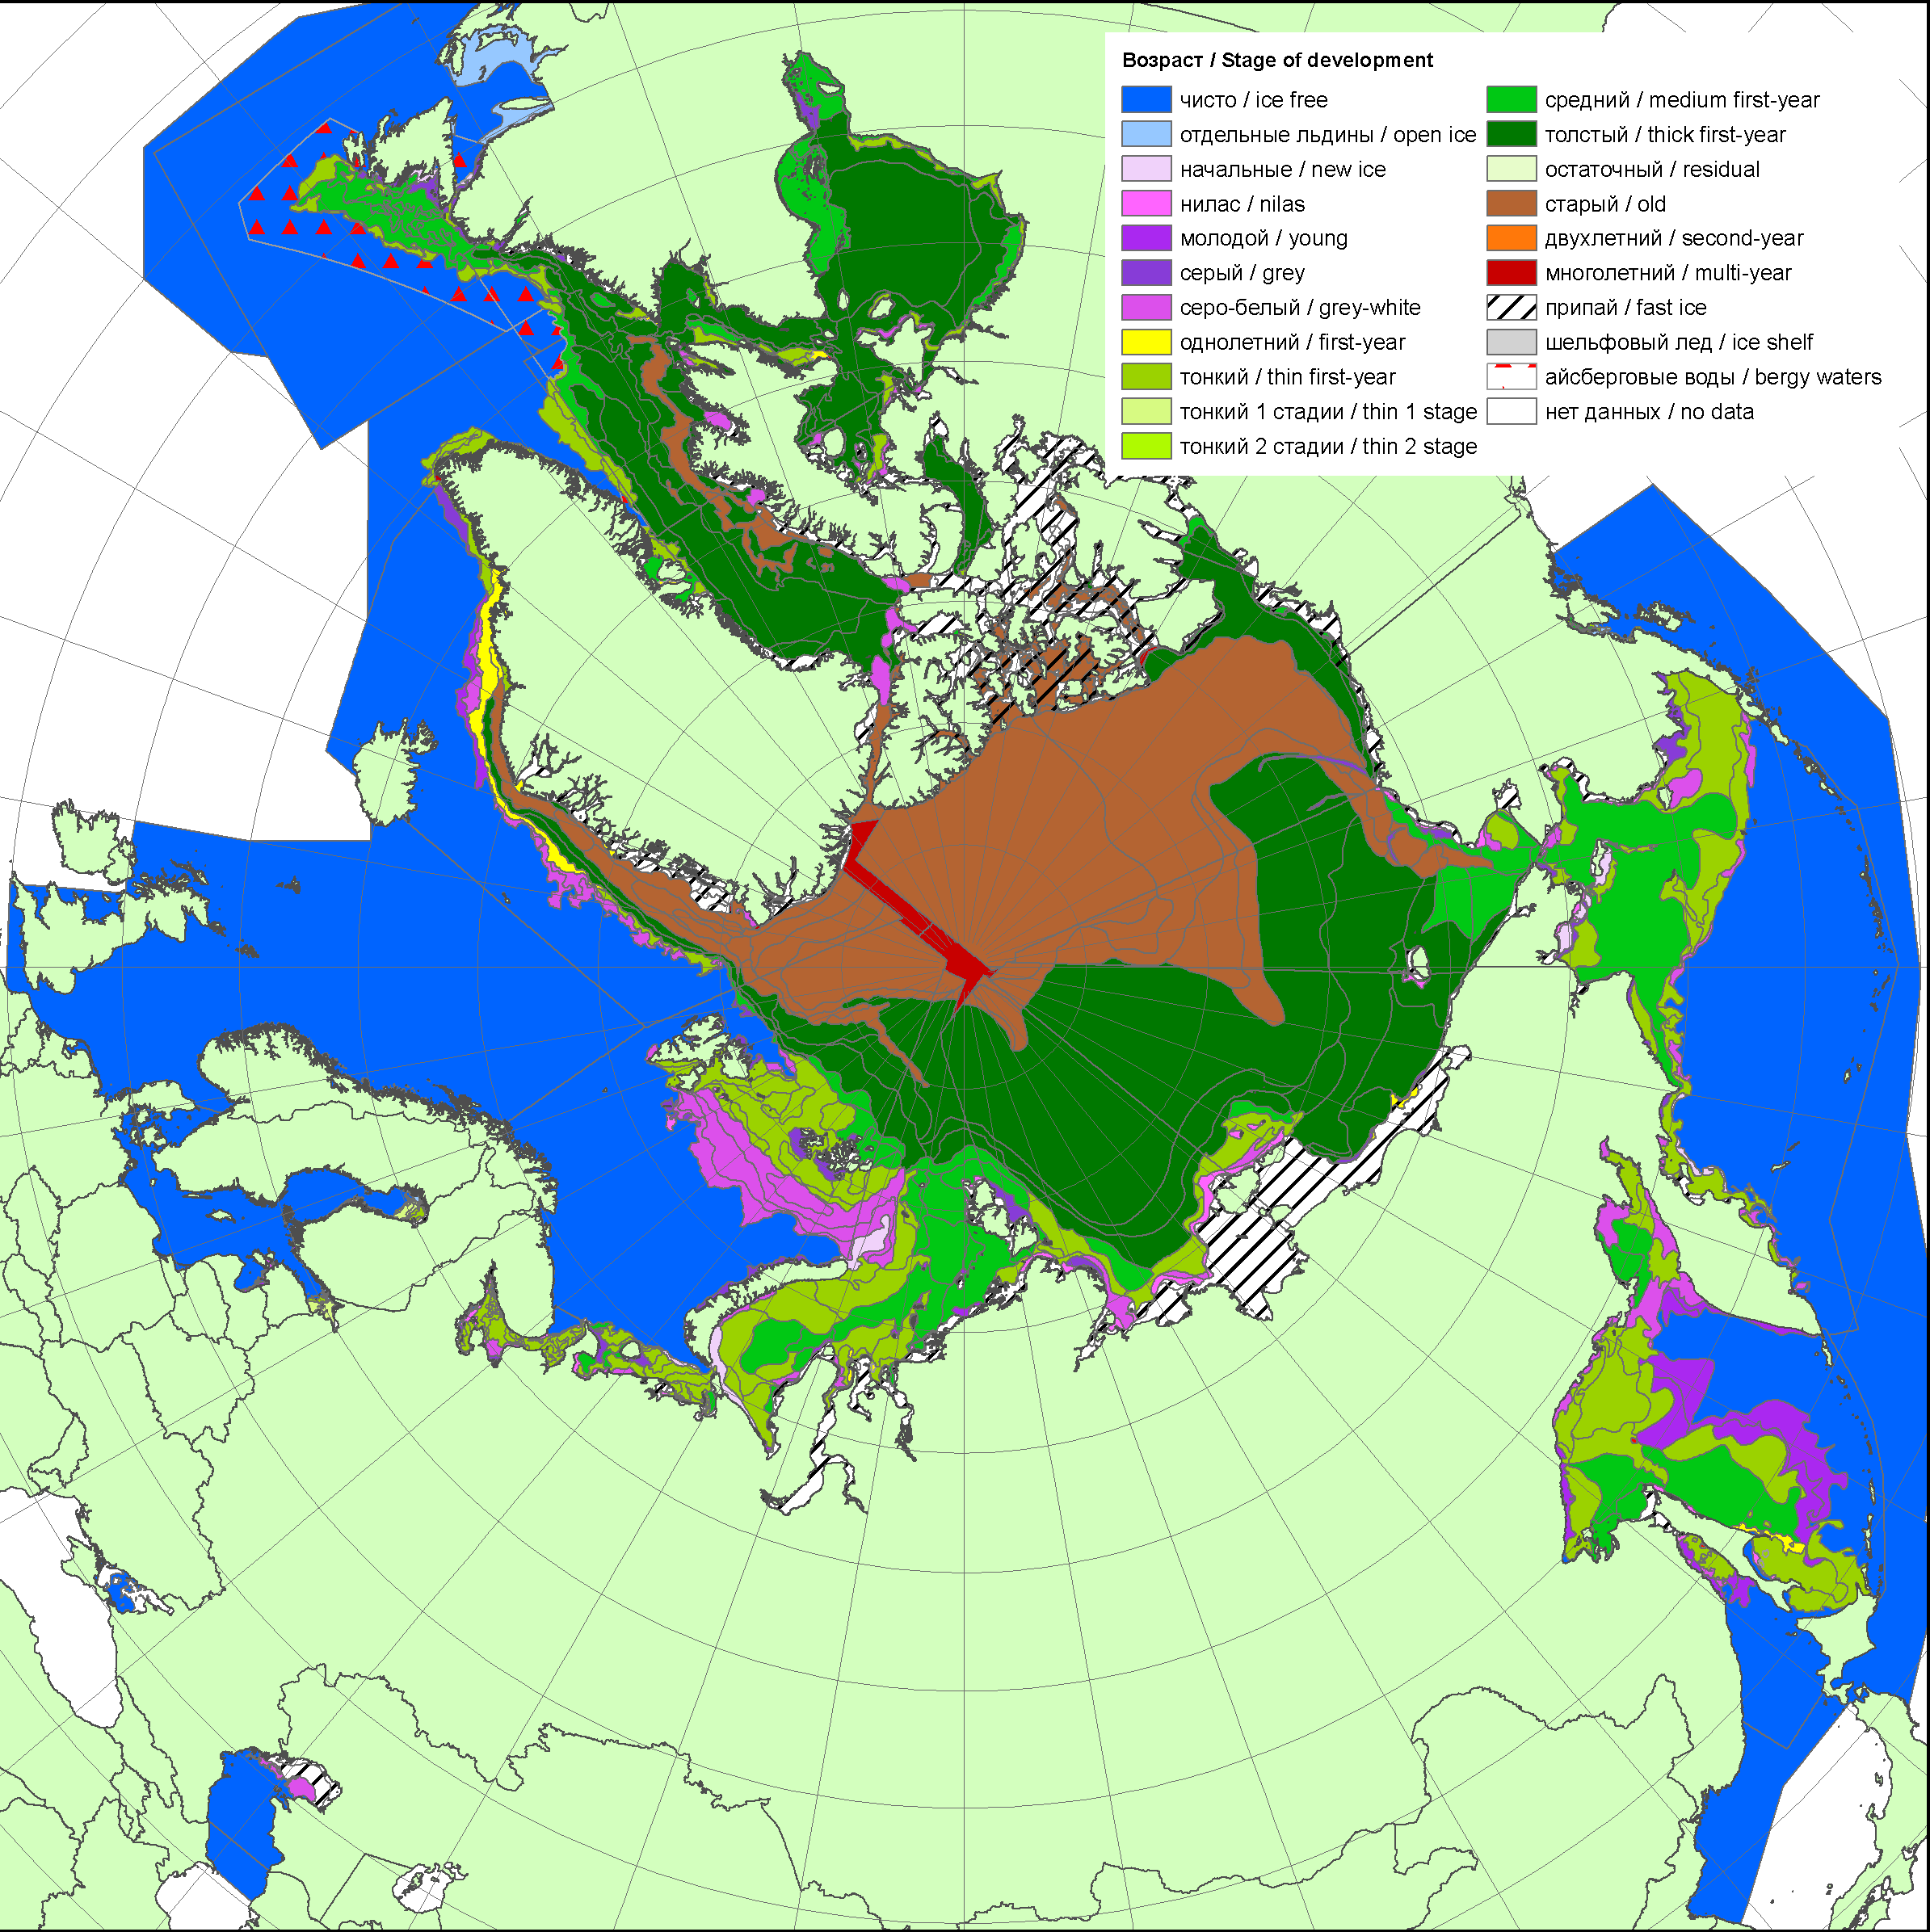 Возраст / Stage of development
чисто / ice free
отдельные льдины / open ice
начальные / new ice
нилас / nilas
молодой / young
серый / grey
серо-белый / grey-white
однолетний / first-year
тонкий / thin first-year
тонкий 1 стадии / thin 1 stage
тонкий 2 стадии / thin 2 stage
средний / medium first-year
толстый / thick first-year
остаточный / residual
старый / old
двухлетний / second-year
многолетний / multi-year
припай / fast ice
шельфовый лед / ice shelf
айсберговые воды / bergy waters
нет данных / no data